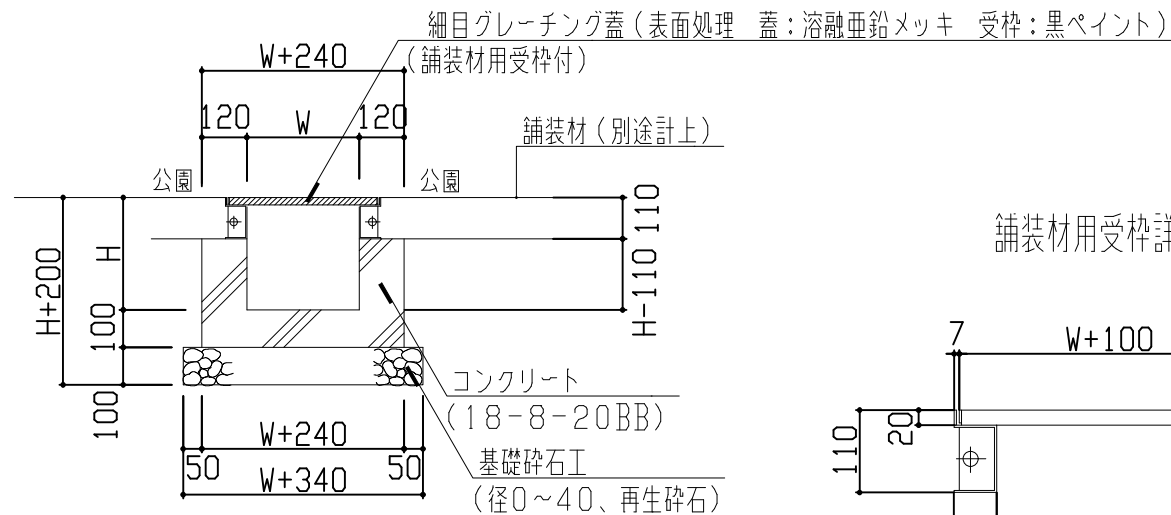 細目グレーチング蓋(表面処理 蓋:溶融亜鉛メッキ 受枠:黒ペイント)
(舗装材用受枠付)
W+240
120 W 120
舗装材(別途計上)
公園 公園
110
H
H-110
H+200
100
100
コンクリート
(18-8-20BB)
基礎砕石工
(径0~40、再生砕石)
W+240
50 50
W+340
舗装材用受枠詳
7 W+100
20
110